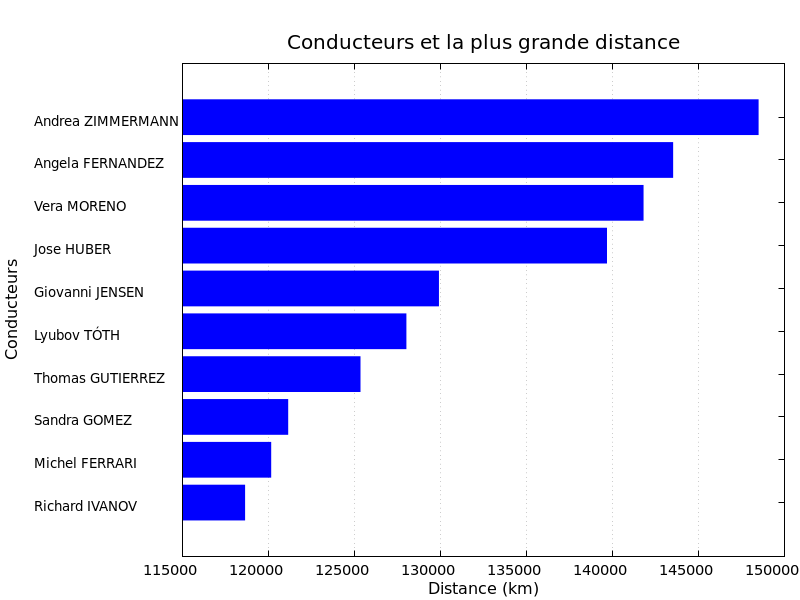 Conducteurs et la plus grande distance
Andrea ZIMMERMANN
Angela FERNANDEZ
Vera MORENO
Jose HUBER
Giovanni JENSEN
Lyubov TÓTH
Thomas GUTIERREZ
Sandra GOMEZ
Michel FERRARI
Richard IVANOV
Conducteurs
115000 120000 125000 130000 135000 140000 145000 150000
Distance (km)